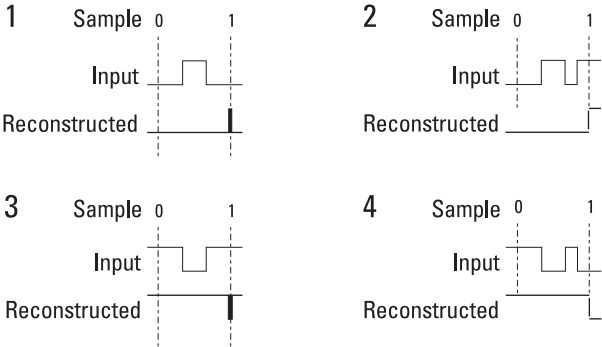 1 Sample 0 1
Input
Reconstructed
2 Sample 0 1
Input
Reconstructed
3 Sample 0 1
Input
Reconstructed
4 Sample 0 1
Input
Reconstructed